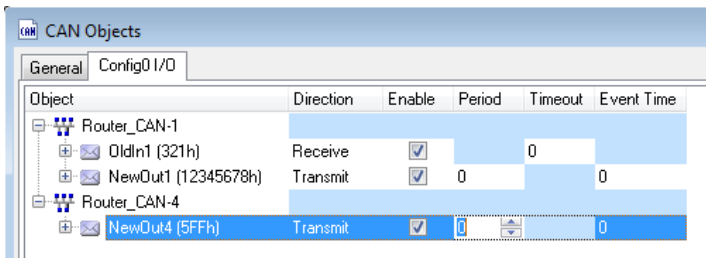 CAN CAN Objects
General Config0 I/O
Object Direction Enable Period Timeout Event Time
Router_CAN-1
OldIn1 (321h) Receive 0
NewOut1 (12345678h) Transmit 0 0
Router_CAN-4
NewOut4 (5FFh) Transmit 0 0